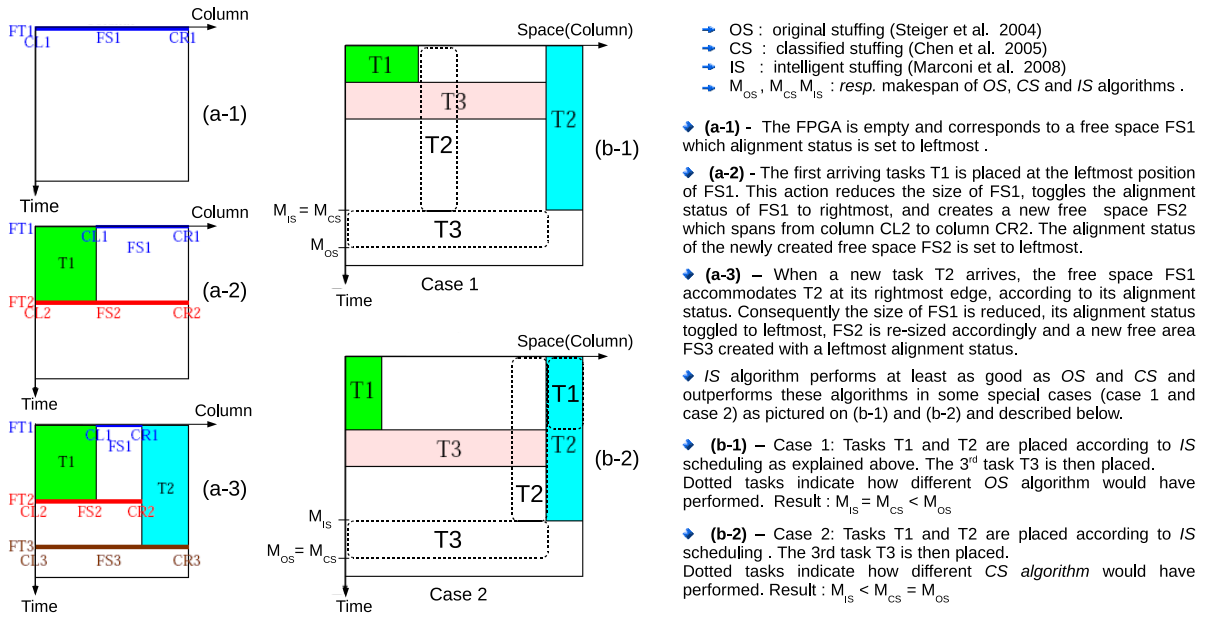 Column
FT1
CL1
FS1
CR1
(a-1)
Time
Column
FT1
CL1
CR1
FS1
T1
(a-2)
FT2
CL2
FS2
CR2
Time
Column
FT1
CL1
CR1
FS1
T1
T2
(a-3)
FT2
CL2
FS2
CR2
FT3
CL3
FS3
CR3
Time
Space(Column)
T1
T3
T2
T2
(b-1)
M_IS = M_CS
T3
M_OS
Time
Case 1
Space(Column)
T1
T1
T3
T2
(b-2)
T2
M_IS
T3
M_OS = M_CS
Time
Case 2
OS : original stuffing (Steiger et al. 2004)
CS : classified stuffing (Chen et al. 2005)
IS : intelligent stuffing (Marconi et al. 2008)
M_OS , M_CS M_IS : resp. makespan of OS, CS and IS algorithms .
(a-1) - The FPGA is empty and corresponds to a free space FS1
which alignment status is set to leftmost .
(a-2) - The first arriving tasks T1 is placed at the leftmost position
of FS1. This action reduces the size of FS1, toggles the alignment
status of FS1 to rightmost, and creates a new free space FS2
which spans from column CL2 to column CR2. The alignment status
of the newly created free space FS2 is set to leftmost.
(a-3) – When a new task T2 arrives, the free space FS1
accommodates T2 at its rightmost edge, according to its alignment
status. Consequently the size of FS1 is reduced, its alignment status
toggled to leftmost, FS2 is re-sized accordingly and a new free area
FS3 created with a leftmost alignment status.
IS algorithm performs at least as good as OS and CS and
outperforms these algorithms in some special cases (case 1 and
case 2) as pictured on (b-1) and (b-2) and described below.
(b-1) – Case 1: Tasks T1 and T2 are placed according to IS
scheduling as explained above. The 3rd task T3 is then placed.
Dotted tasks indicate how different OS algorithm would have
performed. Result : M_IS = M_CS < M_OS
(b-2) – Case 2: Tasks T1 and T2 are placed according to IS
scheduling . The 3rd task T3 is then placed.
Dotted tasks indicate how different CS algorithm would have
performed. Result : M_IS < M_CS = M_OS